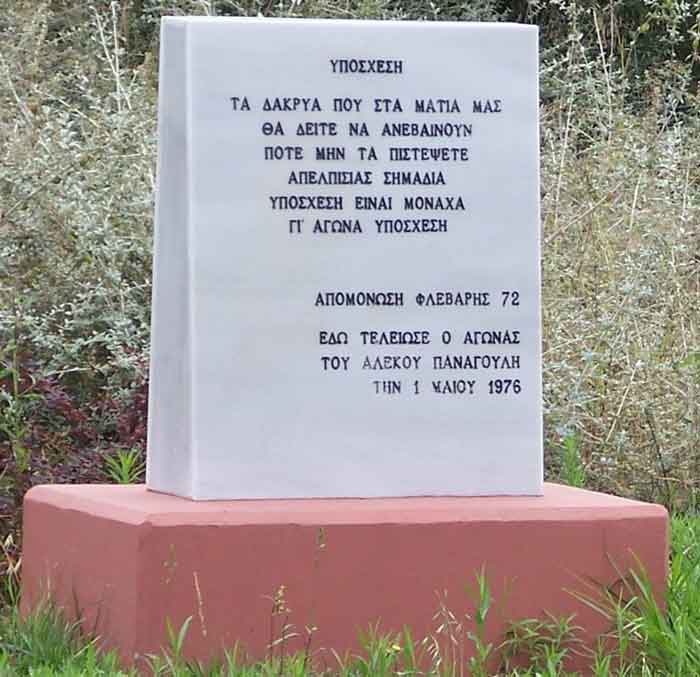 ΥΠΟΣΧΕΣΗ
ΤΑ ΔΑΚΡΥΑ ΠΟΥ ΣΤΑ ΜΑΤΙΑ ΜΑΣ
ΘΑ ΔΕΙΤΕ ΝΑ ΑΝΕΒΑΙΝΟΥΝ
ΠΟΤΕ ΜΗΝ ΤΑ ΠΙΣΤΕΨΕΤΕ
ΑΠΕΛΠΙΣΙΑΣ ΣΗΜΑΔΙΑ
ΥΠΟΣΧΕΣΗ ΕΙΝΑΙ ΜΟΝΑΧΑ
ΓΙ' ΑΓΩΝΑ ΥΠΟΣΧΕΣΗ
ΑΠΟΜΟΝΩΣΗ ΦΛΕΒΑΡΗΣ 72
ΕΔΩ ΤΕΛΕΙΩΣΕ Ο ΑΓΩΝΑΣ
ΤΟΥ ΑΛΕΚΟΥ ΠΑΝΑΓΟΥΛΗ
ΤΗΝ 1 ΜΑΙΟΥ 1976